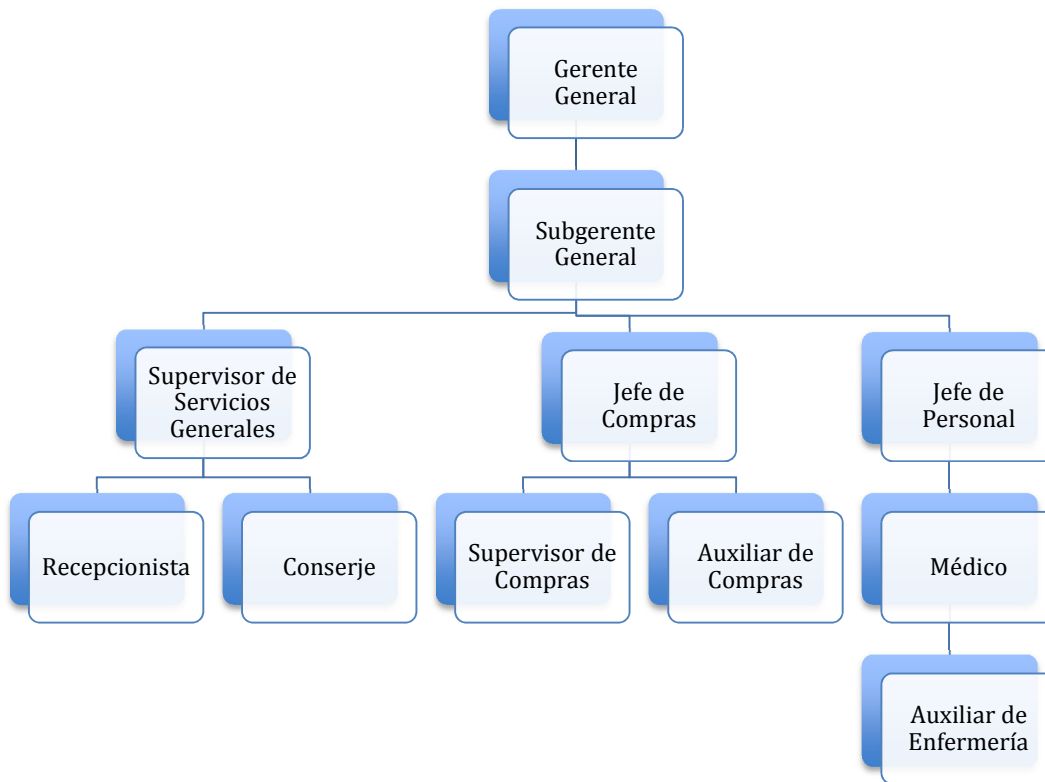 Gerente
General
Subgerente
General
Supervisor de
Servicios
Generales
Jefe de
Compras
Jefe de
Personal
Recepcionista
Conserje
Supervisor de
Compras
Auxiliar de
Compras
Médico
Auxiliar de
Enfermería